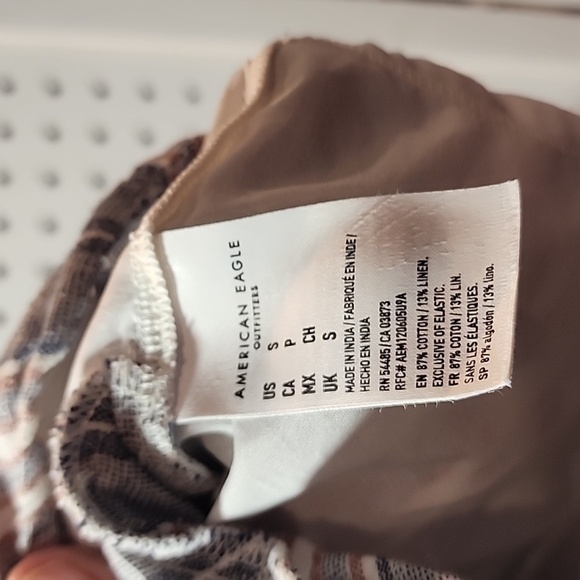 AMERICAN EAGLE
OUTFITTERS
US S
CA P
MX CH
UK S
MADE IN INDIA / FABRIQUÉ EN INDE /
HECHO EN INDIA
RN 54485 / CA 03873
RFC# AEM120605UMA
EN 87% COTTON / 13% LINEN.
EXCLUSIVE OF ELASTIC.
FR 87% COTON / 13% LIN.
SANS LES ÉLASTIQUES.
SP 87% algodón / 13% lino.